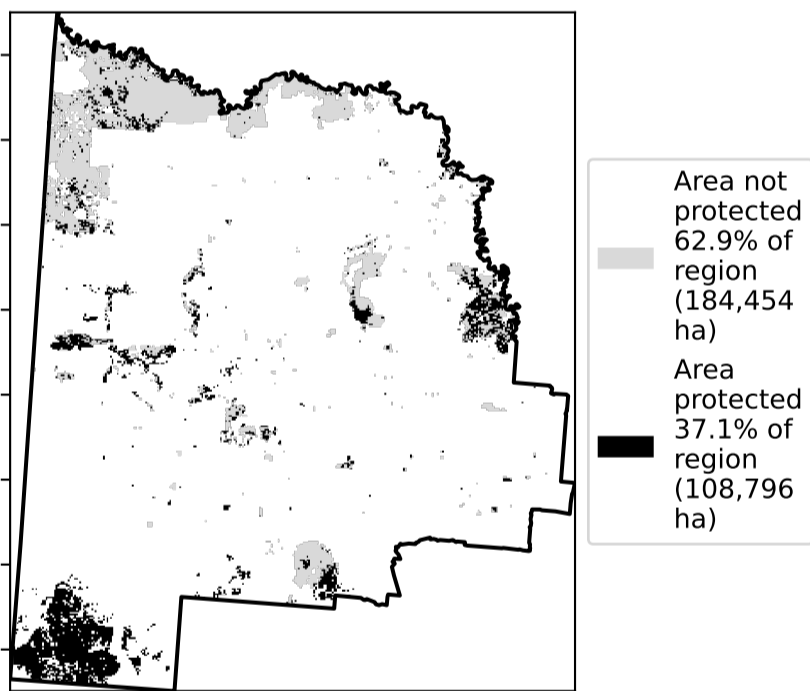 Area not
protected
62.9% of
region
(184,454
ha)
Area
protected
37.1% of
region
(108,796
ha)